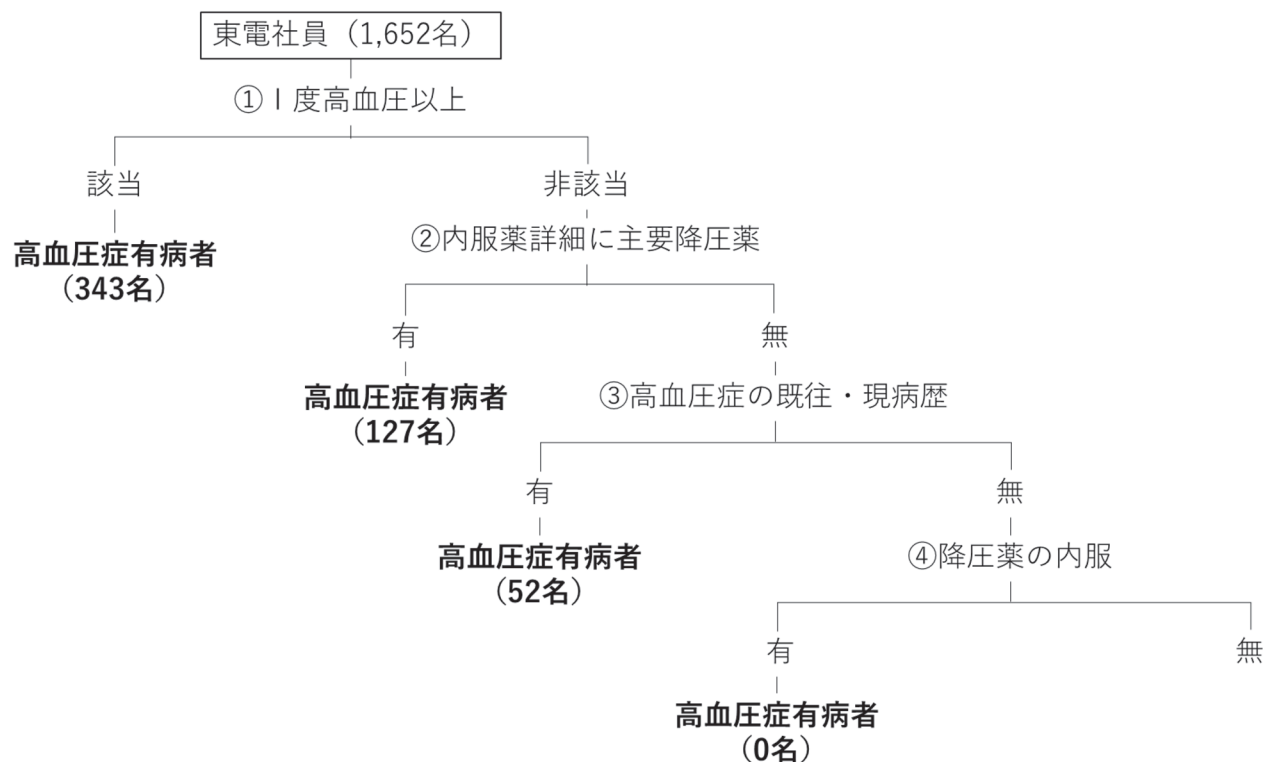 東電社員（1,652名）
①Ⅰ度高血圧以上
該当
非該当
高血圧症有病者
（343名）
②内服薬詳細に主要降圧薬
有
無
高血圧症有病者
（127名）
③高血圧症の既往・現病歴
有
無
高血圧症有病者
（52名）
④降圧薬の内服
有
無
高血圧症有病者
（0名）